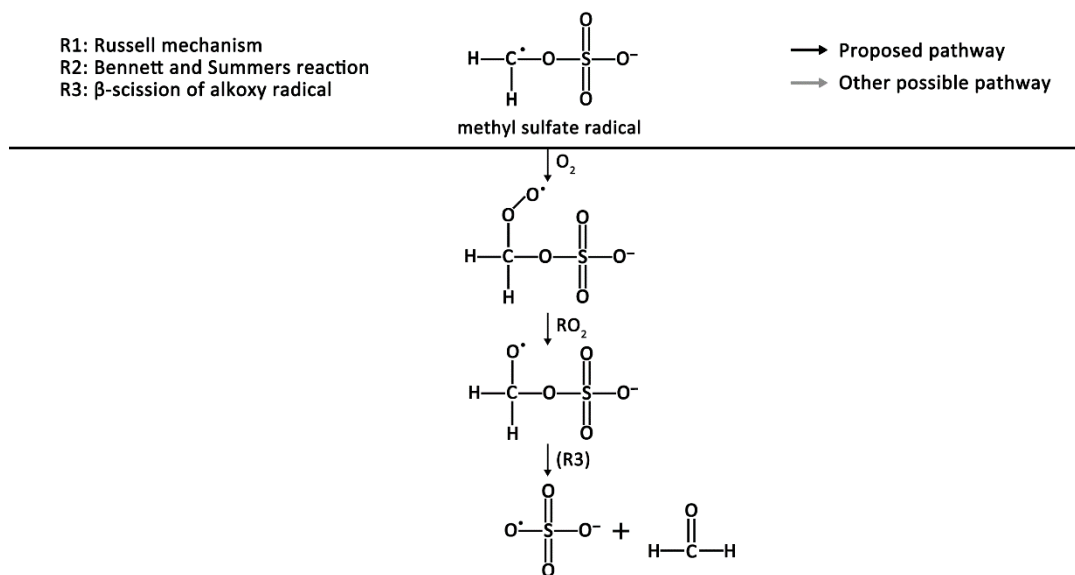 R1: Russell mechanism
R2: Bennett and Summers reaction
R3: β-scission of alkoxy radical
O
H C• O S O–
H O
methyl sulfate radical
Proposed pathway
Other possible pathway
O2
O•
O O
H C O S O–
H O
RO2
O• O
H C O S O–
H O
(R3)
O O
O• S O– + H C H
O